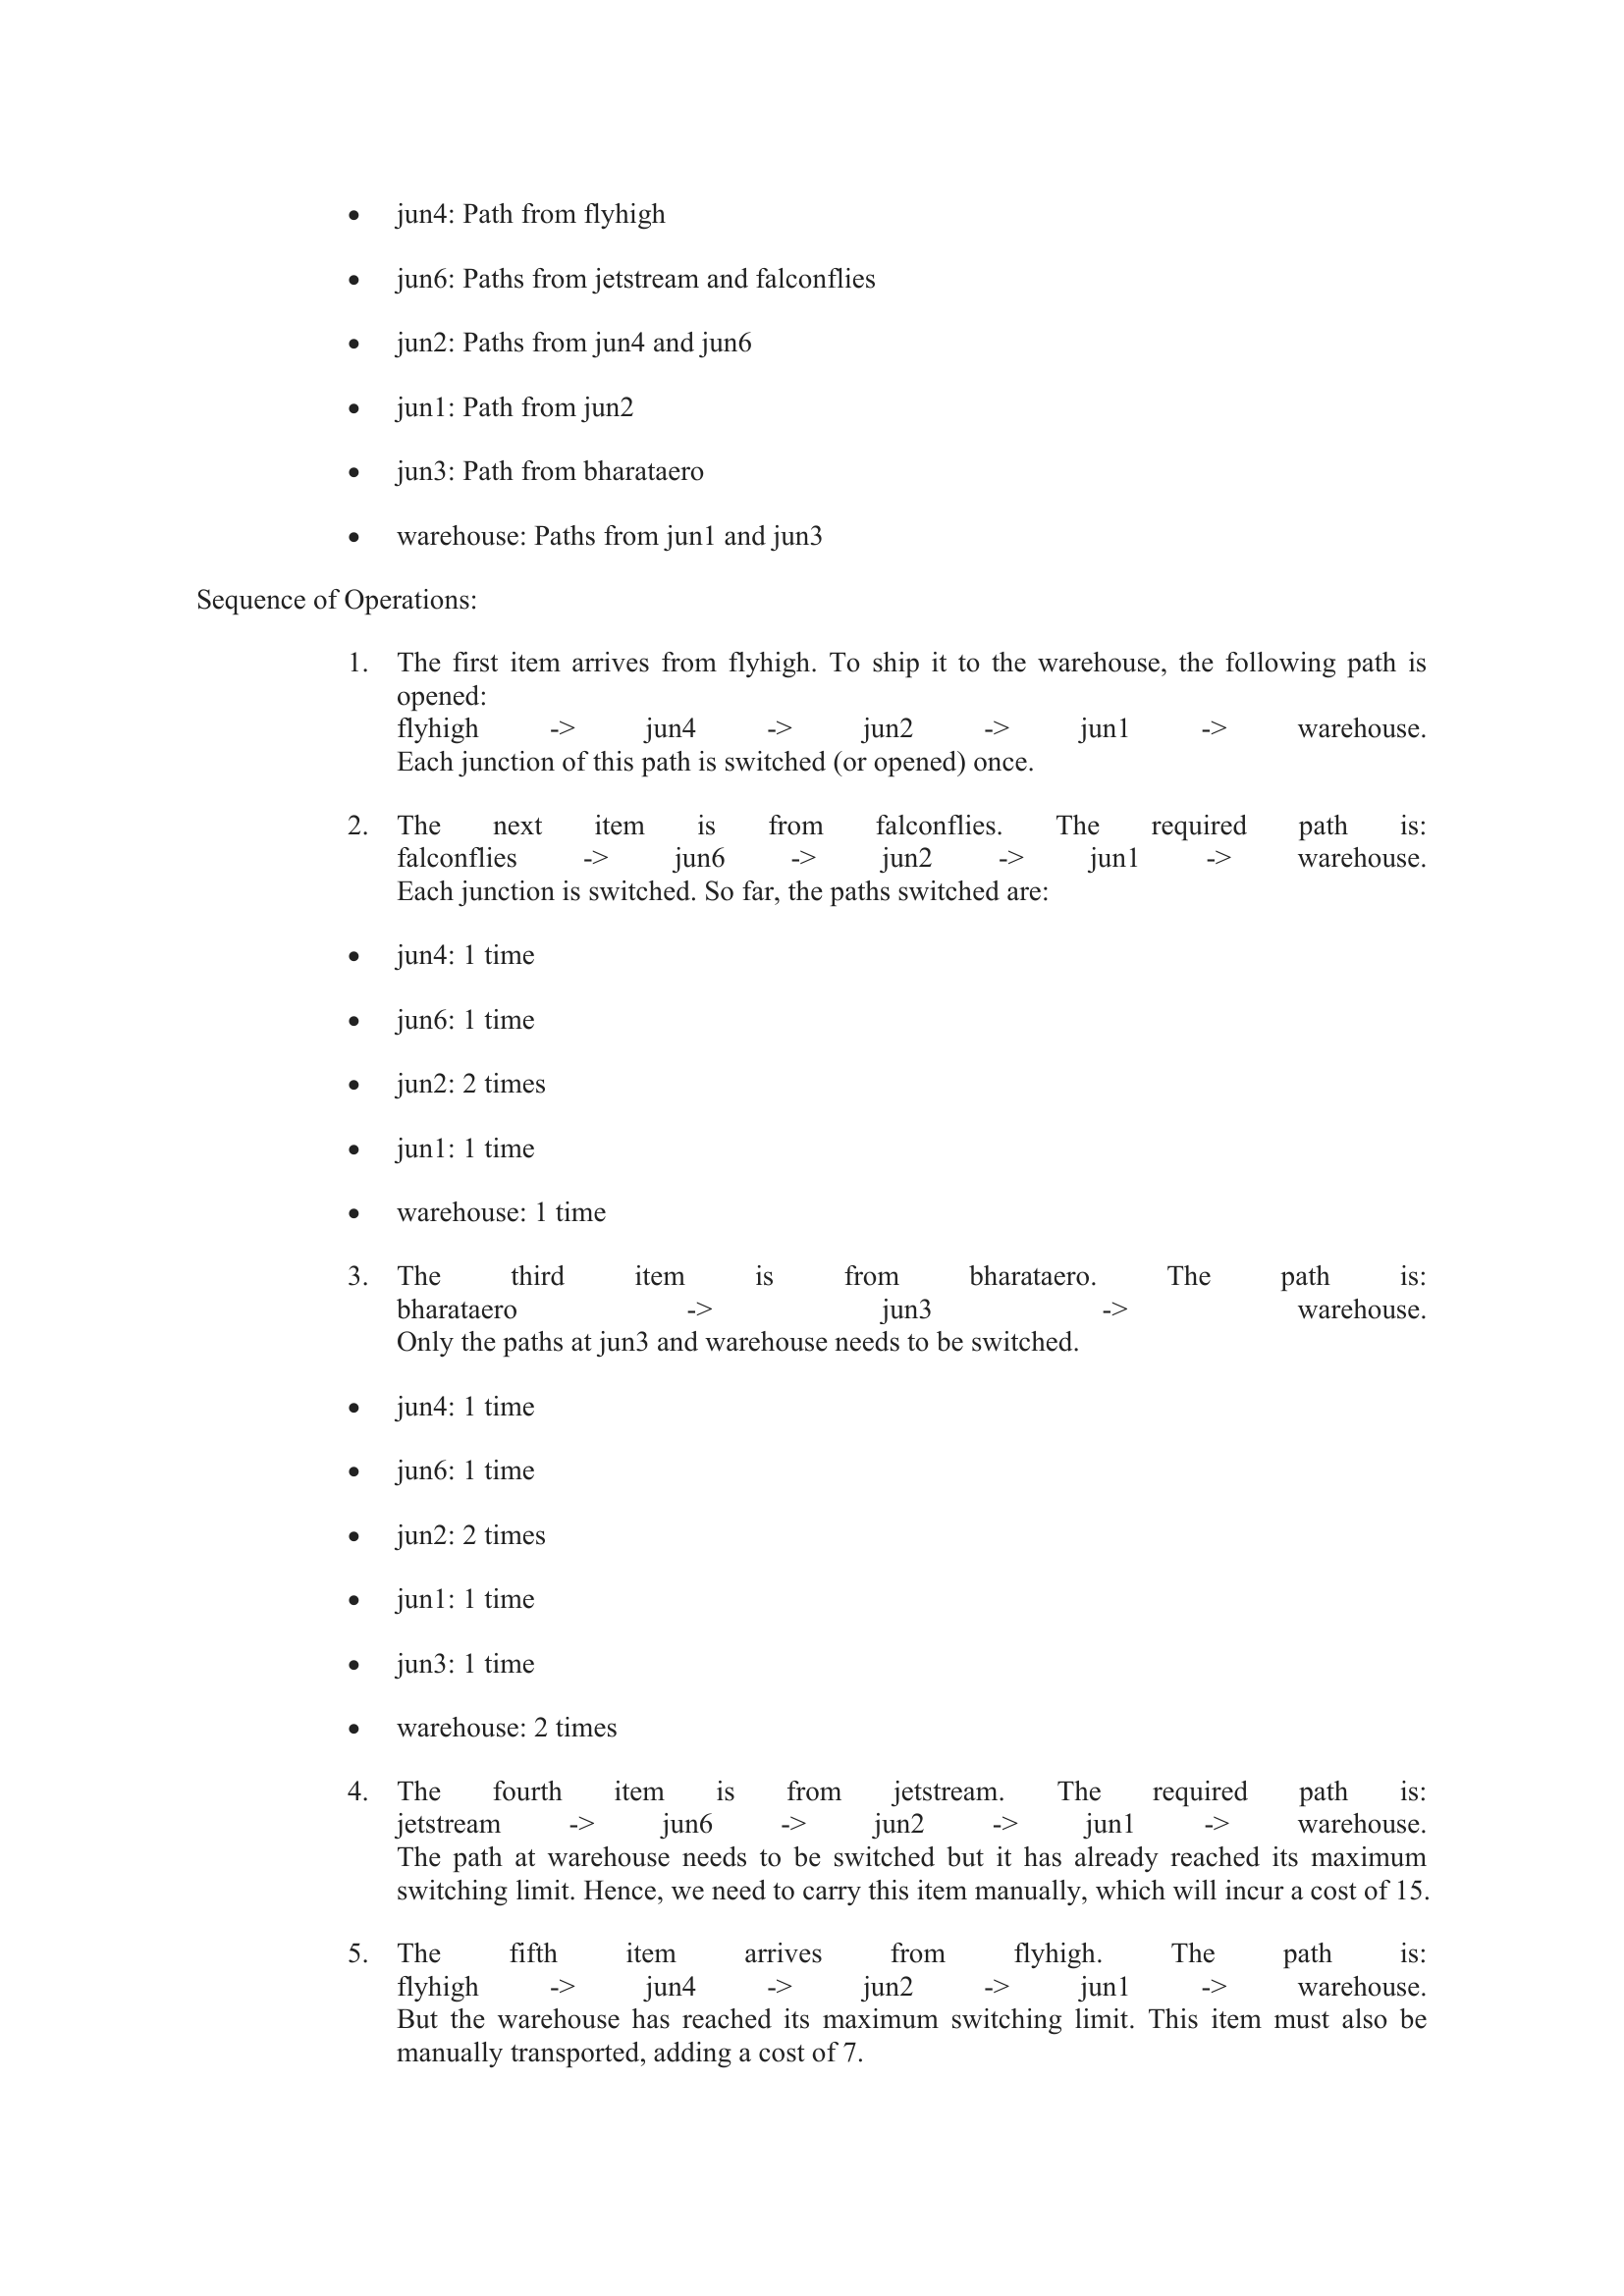 • jun4: Path from flyhigh
• jun6: Paths from jetstream and falconflies
• jun2: Paths from jun4 and jun6
• jun1: Path from jun2
• jun3: Path from bharataero
• warehouse: Paths from jun1 and jun3
Sequence of Operations:
1. The first item arrives from flyhigh. To ship it to the warehouse, the following path is
opened:
flyhigh -> jun4 -> jun2 -> jun1 -> warehouse.
Each junction of this path is switched (or opened) once.
2. The next item is from falconflies. The required path is:
falconflies -> jun6 -> jun2 -> jun1 -> warehouse.
Each junction is switched. So far, the paths switched are:
• jun4: 1 time
• jun6: 1 time
• jun2: 2 times
• jun1: 1 time
• warehouse: 1 time
3. The third item is from bharataero. The path is:
bharataero -> jun3 -> warehouse.
Only the paths at jun3 and warehouse needs to be switched.
• jun4: 1 time
• jun6: 1 time
• jun2: 2 times
• jun1: 1 time
• jun3: 1 time
• warehouse: 2 times
4. The fourth item is from jetstream. The required path is:
jetstream -> jun6 -> jun2 -> jun1 -> warehouse.
The path at warehouse needs to be switched but it has already reached its maximum
switching limit. Hence, we need to carry this item manually, which will incur a cost of 15.
5. The fifth item arrives from flyhigh. The path is:
flyhigh -> jun4 -> jun2 -> jun1 -> warehouse.
But the warehouse has reached its maximum switching limit. This item must also be
manually transported, adding a cost of 7.